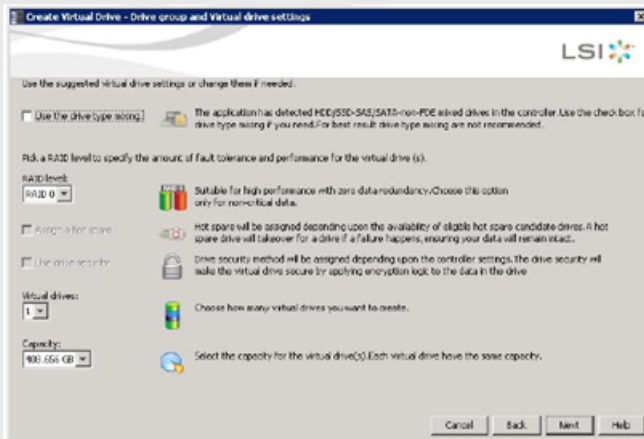 Create Virtual Drive - Drive group and Virtual drive settings
LSI
Use the suggested virtual drive settings or change them if needed.
Use the drive type mixing
The application has detected HDD/SSD-SAS/SATA-non-FDE mixed drives in the controller. Use the check box fo
drive type mixing if you need.For best result drive type mixing are not recommended.
Pick a RAID level to specify the amount of fault tolerance and performance for the virtual drive (s).
RAID level:
RAID 0
Suitable for high performance with zero data redundancy.Choose this option
only for non-critical data.
Assign a hot spare
Hot spare will be assigned depending upon the availability of eligible hot spare candidate drives. A hot
spare drive will takeover for a drive if a failure happens, ensuring your data will remain intact.
Use drive security
Drive security method will be assigned depending upon the controller settings.The drive security will
make the virtual drive secure by applying encryption logic to the data in the drive
Virtual drives:
1
Choose how many virtual drives you want to create.
Capacity:
GB
Select the capacity for the virtual drive(s).Each virtual drive have the same capacity.
Cancel Back Next Help